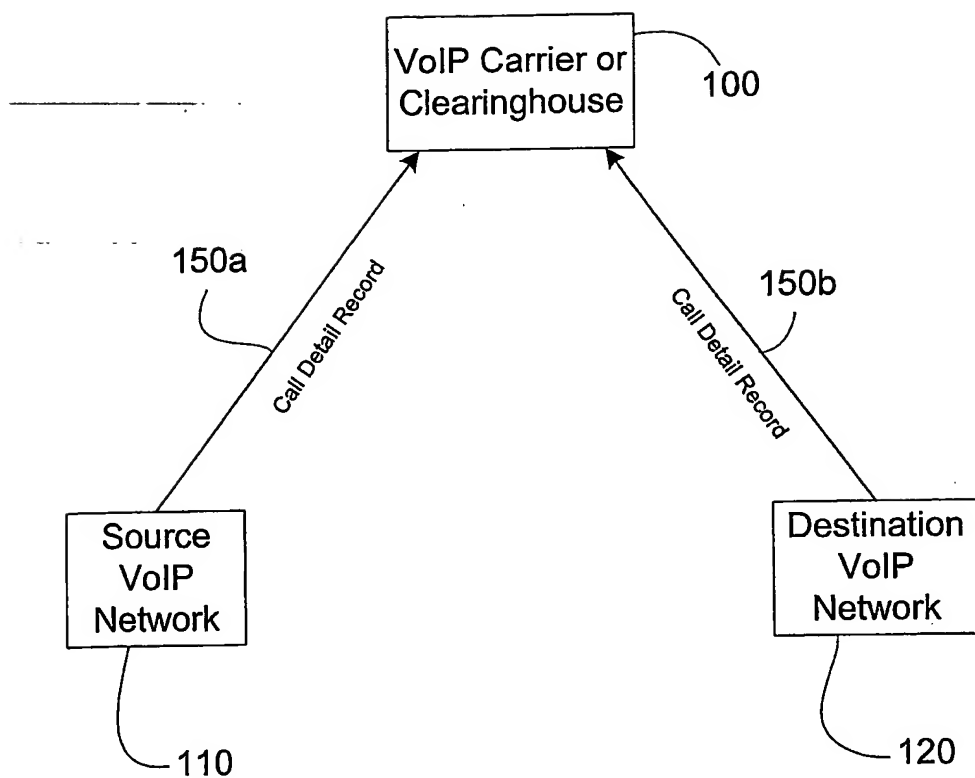 VoIP Carrier or
Clearinghouse
100
150a
Call Detail Record
150b
Call Detail Record
Source
VoIP
Network
Destination
VoIP
Network
110
120